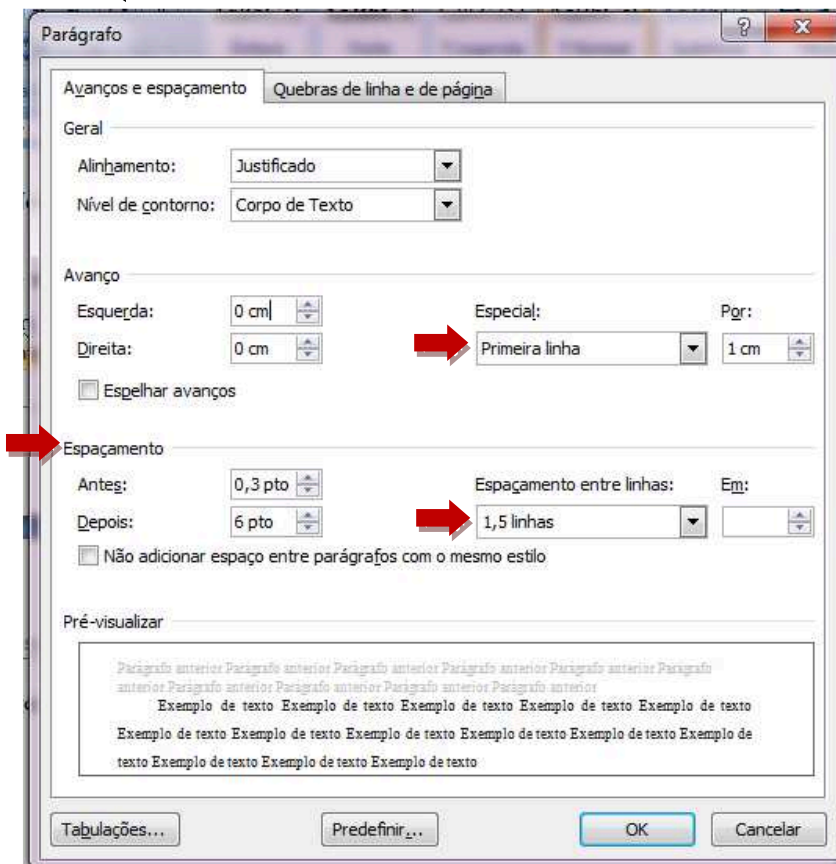 Parágrafo
Avanços e espaçamento Quebras de linha e de página
Geral
Alinhamento: Justificado
Nível de contorno: Corpo de Texto
Avanço
Esquerda: 0 cm Especial: Por:
Direita: 0 cm Primeira linha 1 cm
Espelhar avanços
Espaçamento
Antes: 0,3 pto Espaçamento entre linhas: Em:
Depois: 6 pto 1,5 linhas
Não adicionar espaço entre parágrafos com o mesmo estilo
Pré-visualizar
Parágrafo anterior Parágrafo anterior Parágrafo anterior Parágrafo anterior Parágrafo anterior Parágrafo
anterior Parágrafo anterior Parágrafo anterior Parágrafo anterior Parágrafo anterior
Exemplo de texto Exemplo de texto Exemplo de texto Exemplo de texto Exemplo de texto
Exemplo de texto Exemplo de texto Exemplo de texto Exemplo de texto Exemplo de texto Exemplo de
texto Exemplo de texto Exemplo de texto Exemplo de texto
Tabulações... Predefinir... OK Cancelar